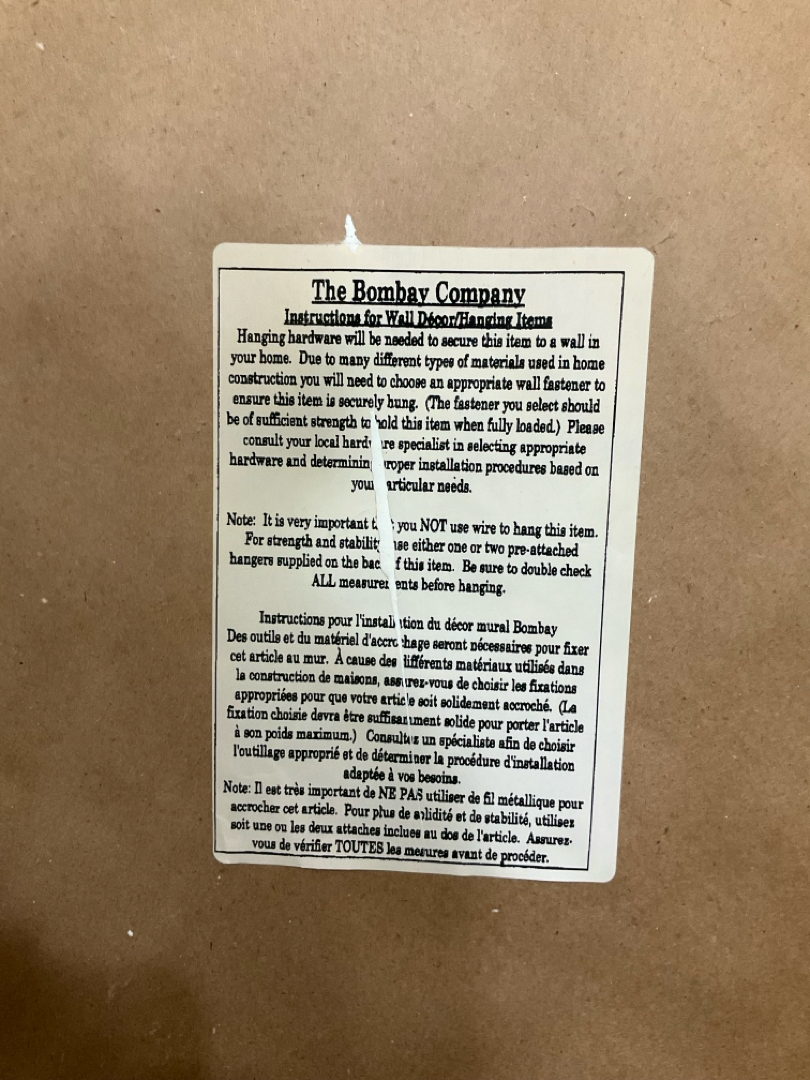 The Bombay Company
Instructions for Wall Décor/Hanging Items
Hanging hardware will be needed to secure this item to a wall in
your home. Due to many different types of materials used in home
construction you will need to choose an appropriate wall fastener to
ensure this item is securely hung. (The fastener you select should
be of sufficient strength to hold this item when fully loaded.) Please
consult your local hardware specialist in selecting appropriate
hardware and determining proper installation procedures based on
your particular needs.
Note: It is very important that you NOT use wire to hang this item.
For strength and stability use either one or two pre-attached
hangers supplied on the back of this item. Be sure to double check
ALL measurements before hanging.
Instructions pour l'installation du décor mural Bombay
Des outils et du matériel d'accrochage seront nécessaires pour fixer
cet article au mur. À cause des différents matériaux utilisés dans
la construction de maisons, assurez-vous de choisir les fixations
appropriées pour que votre article soit solidement accroché. (La
fixation choisie devra être suffisamment solide pour porter l'article
à son poids maximum.) Consultez un spécialiste afin de choisir
l'outillage approprié et de déterminer la procédure d'installation
adaptée à vos besoins.
Note: Il est très important de NE PAS utiliser de fil métallique pour
accrocher cet article. Pour plus de solidité et de stabilité, utilisez
soit une ou les deux attaches inclues au dos de l'article. Assurez-
vous de vérifier TOUTES les mesures avant de procéder.